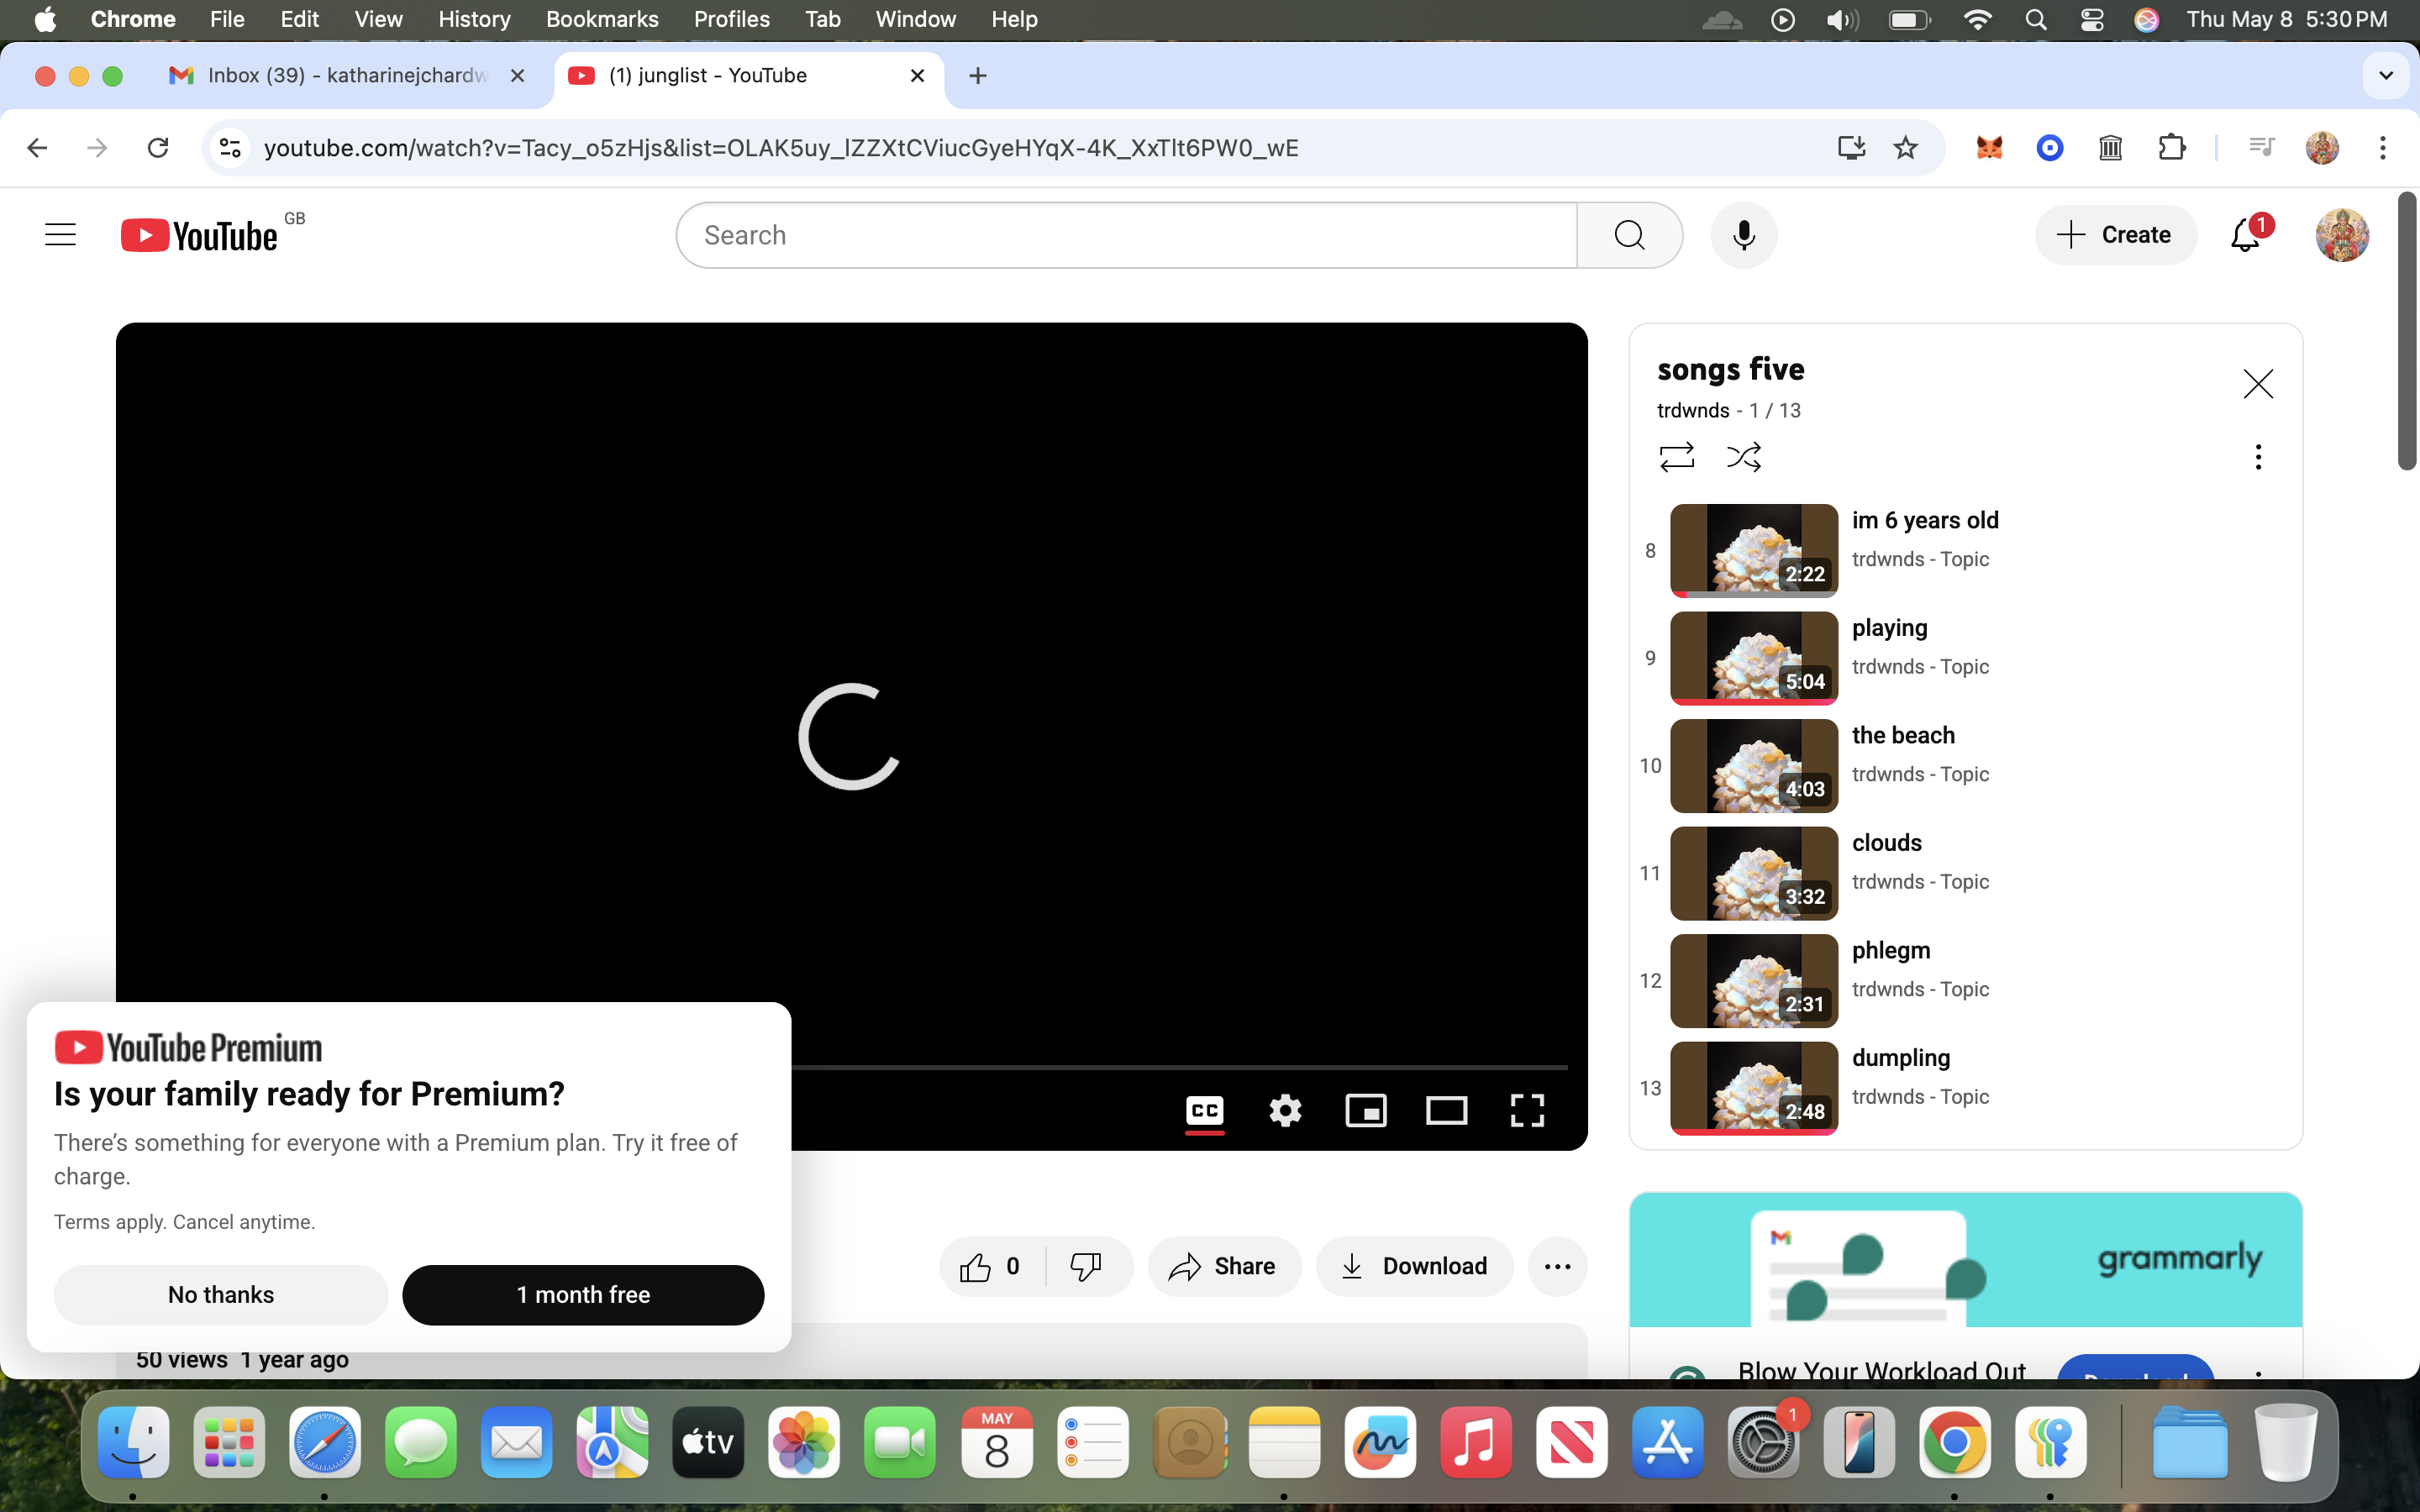 Chrome File Edit View History Bookmarks Profiles Tab Window Help Thu May 8 5:30 PM
Inbox (39) - katharinejchardw (1) junglist - YouTube
youtube.com/watch?v=Tacy_o5zHjs&list=OLAK5uy_lZZXtCViucGyeHYqX-4K_XxTlt6PW0_wE
YouTube GB Search Create 1
songs five
trdwnds - 1 / 13
8 2:22 im 6 years old
trdwnds - Topic
9 5:04 playing
trdwnds - Topic
10 4:03 the beach
trdwnds - Topic
11 3:32 clouds
trdwnds - Topic
12 2:31 phlegm
trdwnds - Topic
13 2:48 dumpling
trdwnds - Topic
CC
YouTube Premium
Is your family ready for Premium?
There's something for everyone with a Premium plan. Try it free of
charge.
Terms apply. Cancel anytime.
No thanks 1 month free
0 Share Download
50 views 1 year ago
grammarly
Blow Your Workload Out
Download
tv MAY 8 1